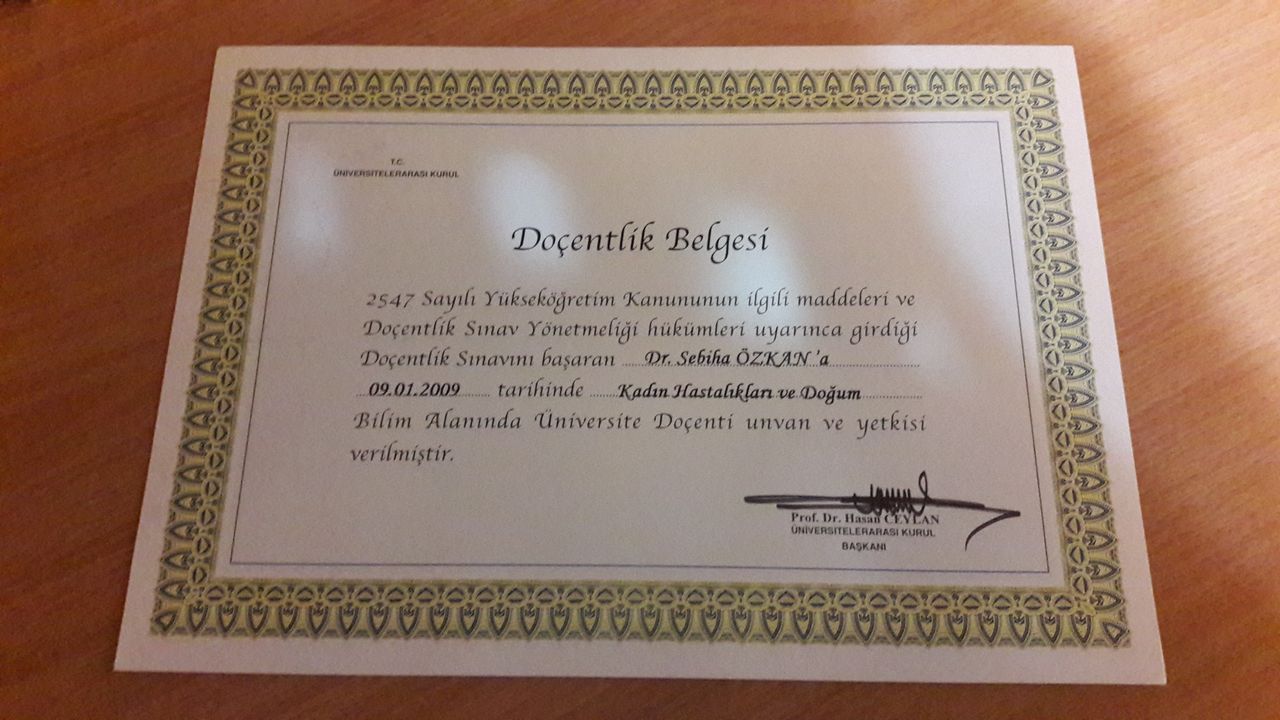 T.C.
ÜNİVERSİTELERARASI KURUL
Doçentlik Belgesi
2547 Sayılı Yükseköğretim Kanununun ilgili maddeleri ve
Doçentlik Sınav Yönetmeliği hükümleri uyarınca girdiği
Doçentlik Sınavını başaran Dr. Sebiha ÖZKAN 'a
09.01.2009 tarihinde Kadın Hastalıkları ve Doğum
Bilim Alanında Üniversite Doçenti unvan ve yetkisi
verilmiştir.
Prof. Dr. Hasan CEYLAN
ÜNİVERSİTELERARASI KURUL
BAŞKANI